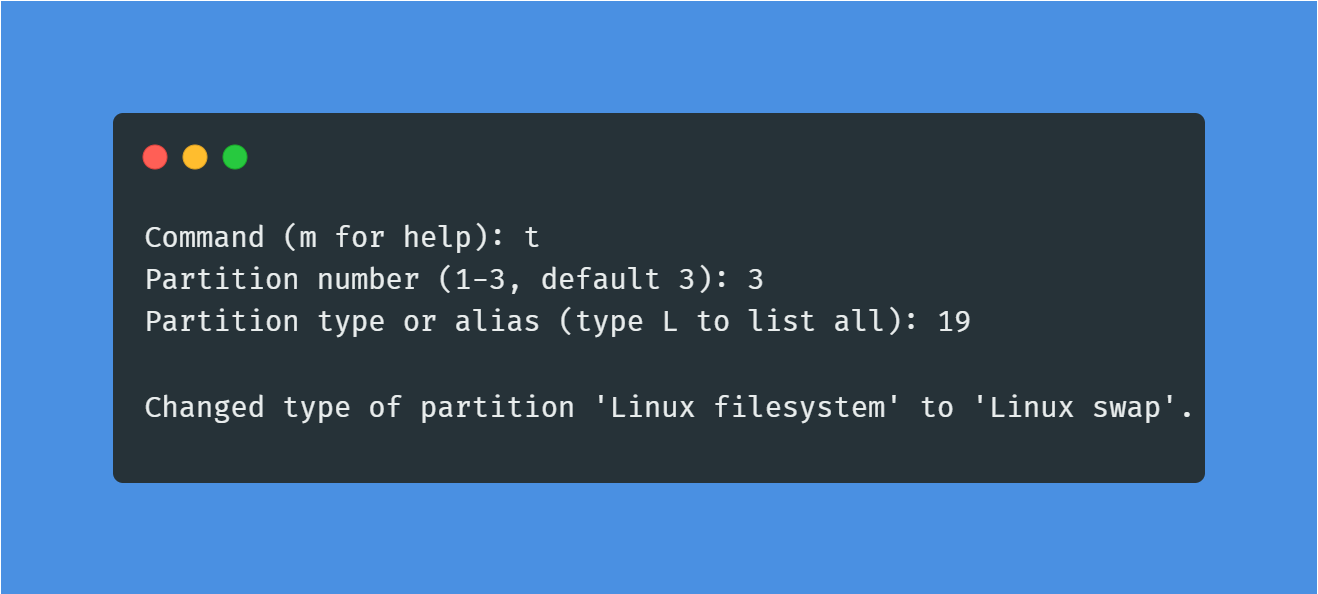 Command (m for help): t
Partition number (1-3, default 3): 3
Partition type or alias (type L to list all): 19
Changed type of partition 'Linux filesystem' to 'Linux swap'.